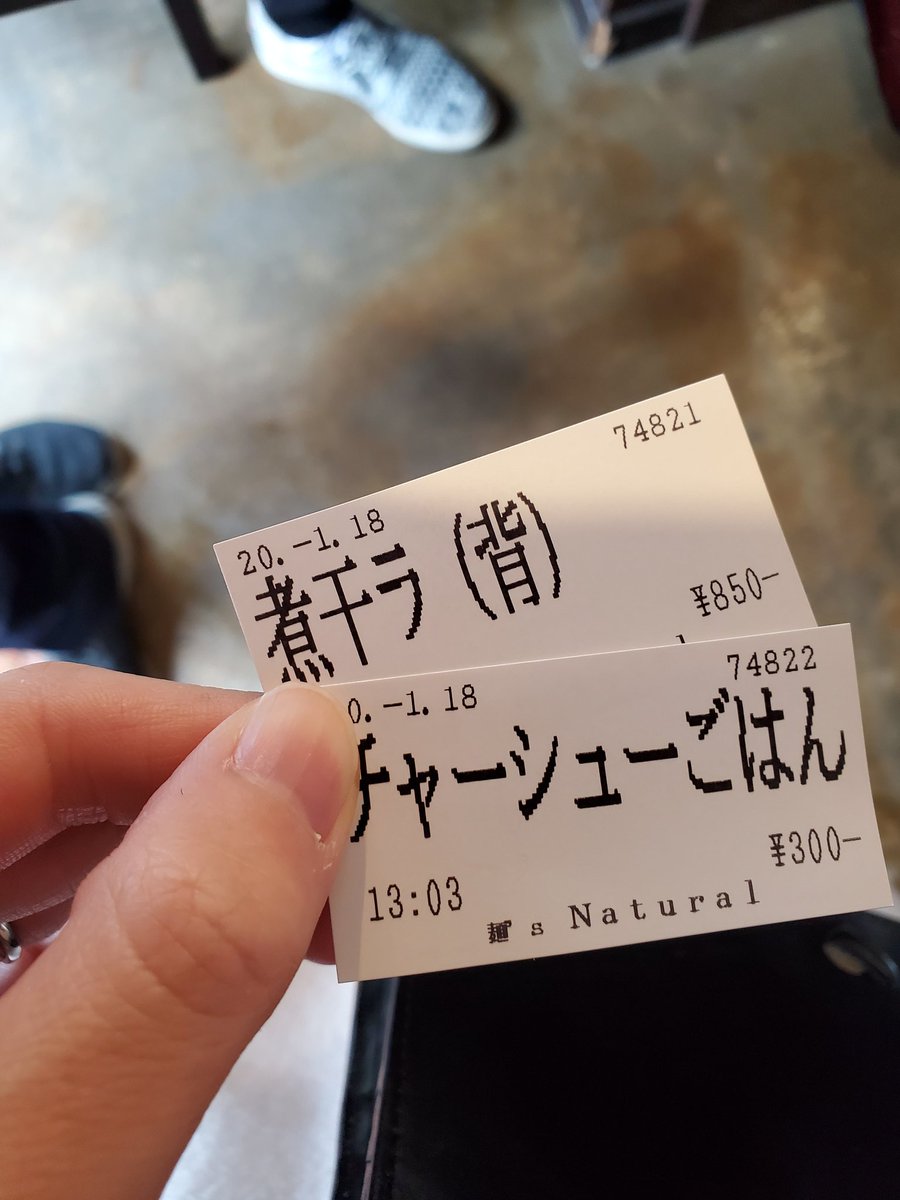 74821
20.-1.18
煮干ラ(背)
¥850-
74822
0.-1.18
チャーシューごはん
¥300-
13:03
麺's Natural